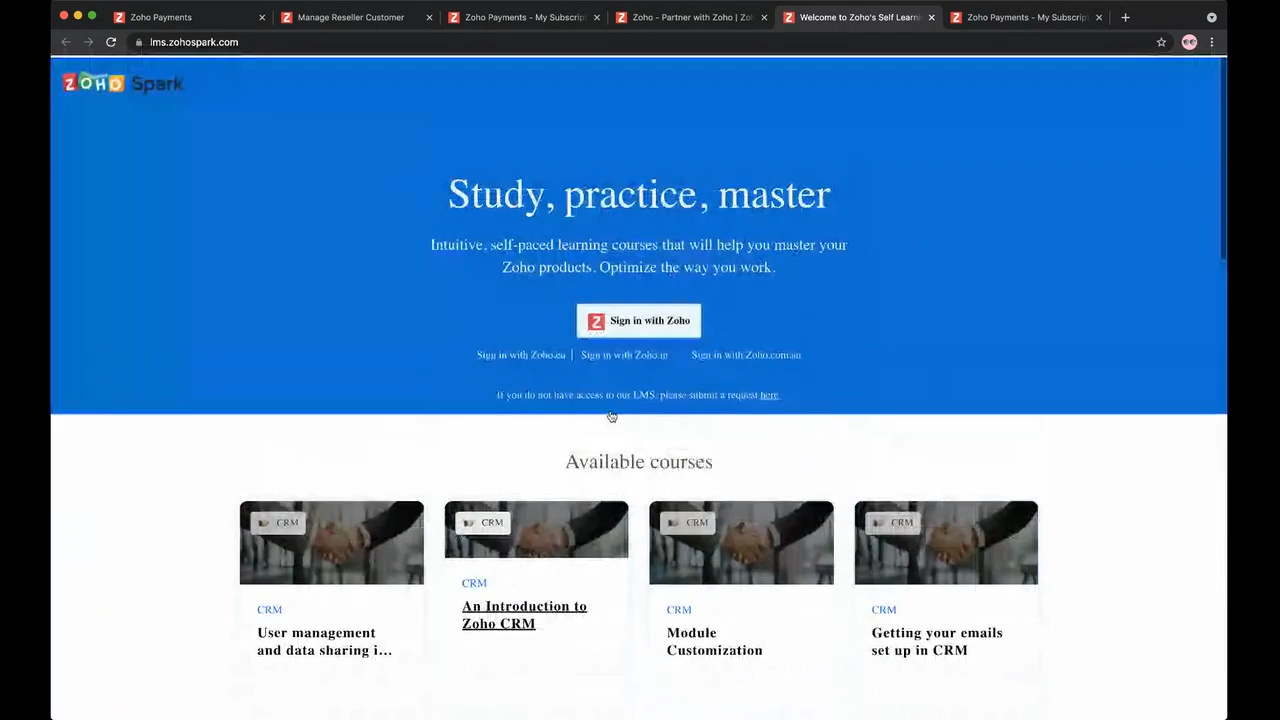 Zoho Payments
Manage Reseller Customer
Zoho Payments - My Subscript
Zoho - Partner with Zoho | Zoh
Welcome to Zoho's Self Learnin
Zoho Payments - My Subscript
lms.zohospark.com
ZOHO Spark
Study, practice, master
Intuitive, self-paced learning courses that will help you master your
Zoho products. Optimize the way you work.
Sign in with Zoho
Sign in with Zoho.eu | Sign in with Zoho.in Sign in with Zoho.com.au
If you do not have access to our LMS, please submit a request here.
Available courses
CRM
CRM
User management
and data sharing i...
CRM
CRM
An Introduction to
Zoho CRM
CRM
CRM
Module
Customization
CRM
CRM
Getting your emails
set up in CRM